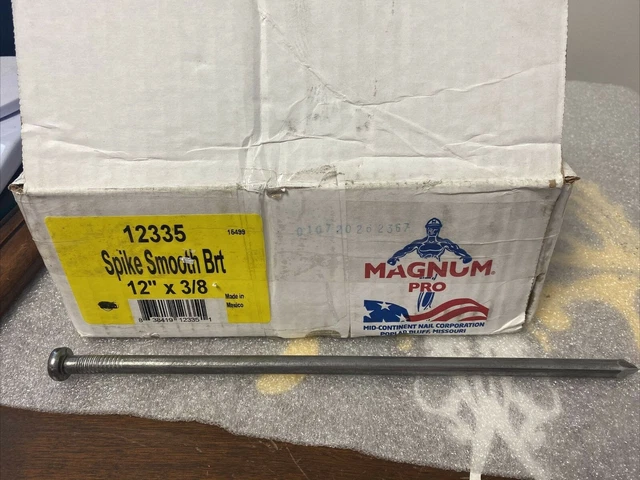 12335
16499
Spike Smooth Brt
12" x 3/8
Made in
Mexico
12335
MAGNUM®
PRO
MID-CONTINENT NAIL CORPORATION
POPLAR BLUFF, MISSOURI